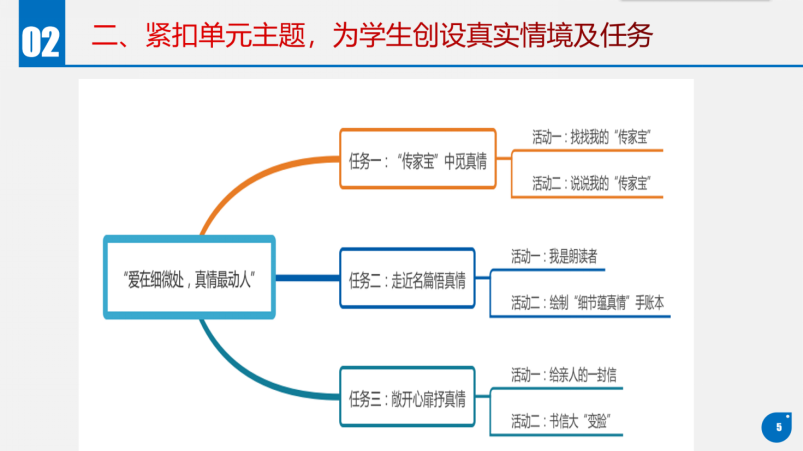 02
二、紧扣单元主题，为学生创设真实情境及任务
“爱在细微处，真情最动人”
任务一：“传家宝”中觅真情
活动一：找找我的“传家宝”
活动二：说说我的“传家宝”
任务二：走近名篇悟真情
活动一：我是朗读者
活动二：绘制“细节蕴真情”手账本
任务三：敞开心扉抒真情
活动一：给亲人的一封信
活动二：书信大“变脸”
5